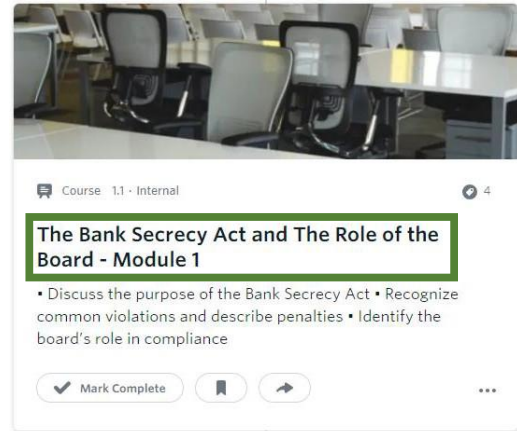 Course 1.1 · Internal 4
The Bank Secrecy Act and The Role of the
Board - Module 1
▪ Discuss the purpose of the Bank Secrecy Act ▪ Recognize
common violations and describe penalties ▪ Identify the
board's role in compliance
Mark Complete